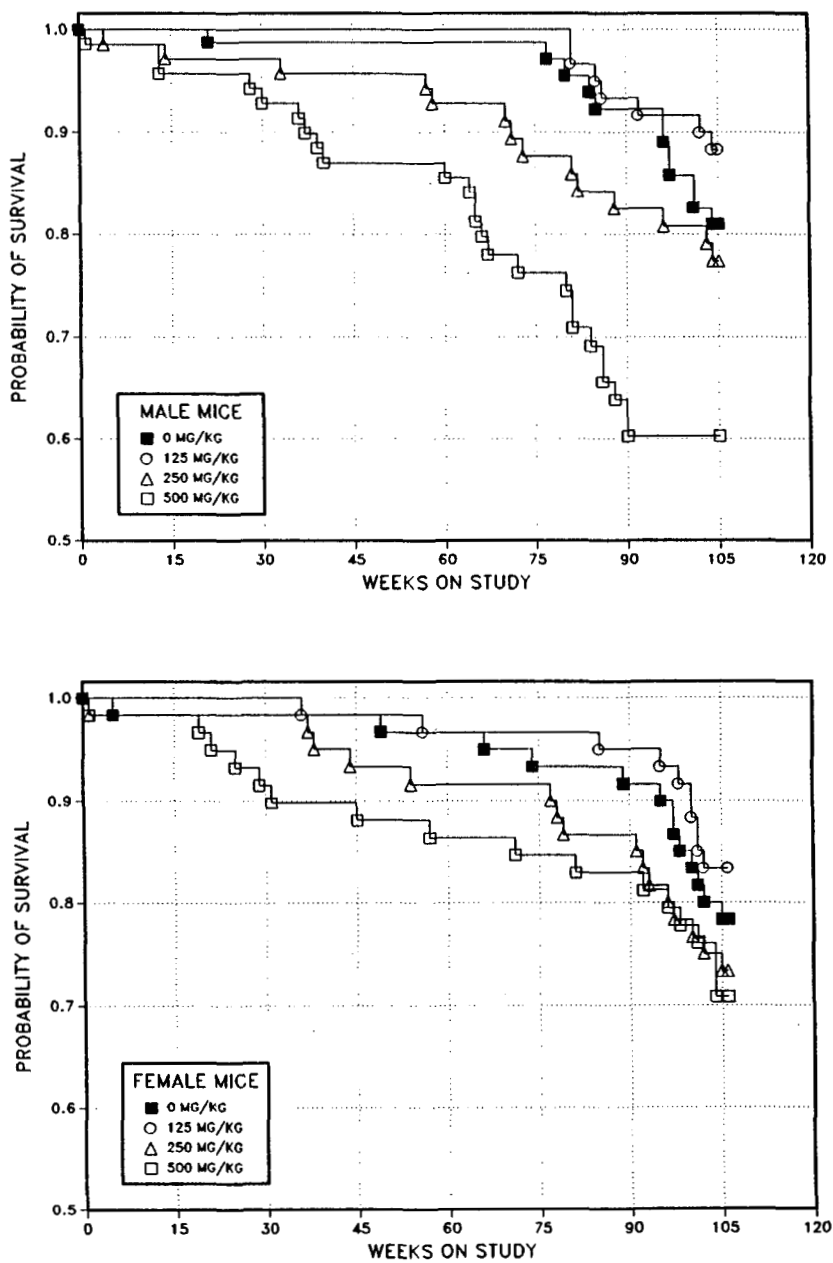 1.0
0.9
0.8
0.7
0.6
0.5
PROBABILITY OF SURVIVAL
MALE MICE
0 MG/KG
125 MG/KG
250 MG/KG
500 MG/KG
0 15 30 45 60 75 90 105 120
WEEKS ON STUDY
1.0
0.9
0.8
0.7
0.6
0.5
PROBABILITY OF SURVIVAL
FEMALE MICE
0 MG/KG
125 MG/KG
250 MG/KG
500 MG/KG
0 15 30 45 60 75 90 105 120
WEEKS ON STUDY